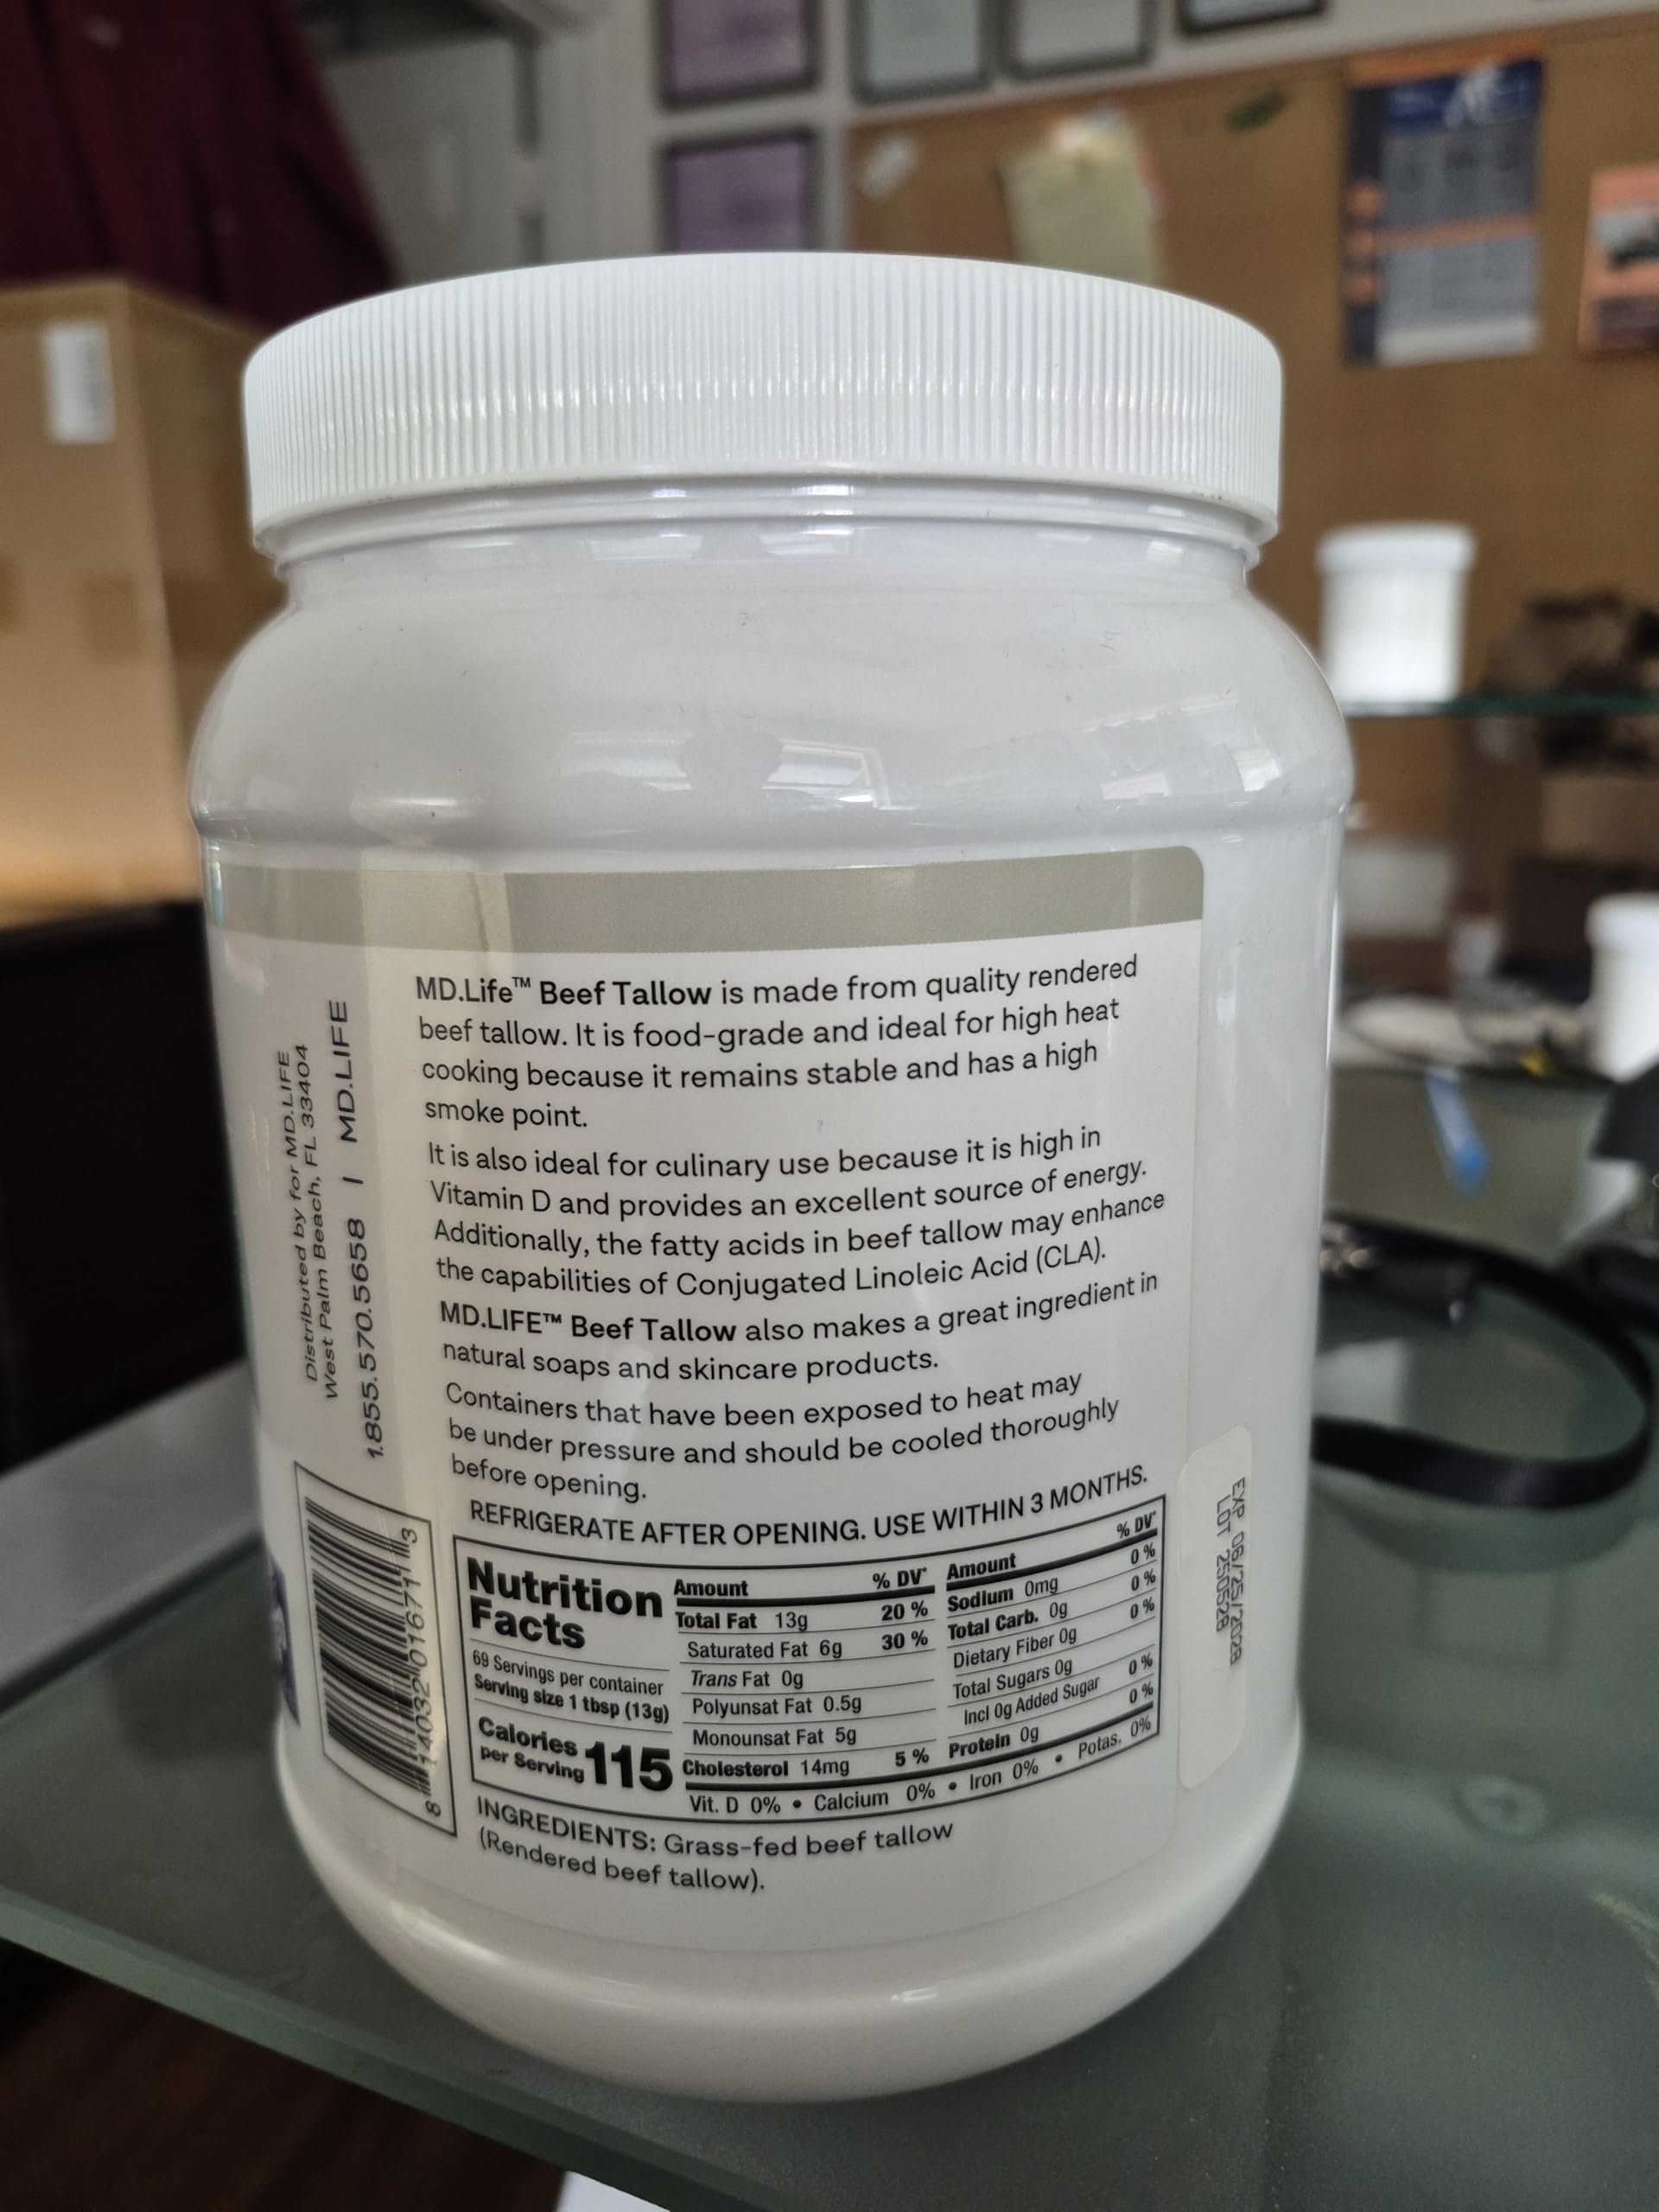 MD.Life™ Beef Tallow is made from quality rendered
beef tallow. It is food-grade and ideal for high heat
cooking because it remains stable and has a high
smoke point.
It is also ideal for culinary use because it is high in
Vitamin D and provides an excellent source of energy.
Additionally, the fatty acids in beef tallow may enhance
the capabilities of Conjugated Linoleic Acid (CLA).
MD.LIFE™ Beef Tallow also makes a great ingredient in
natural soaps and skincare products.
Containers that have been exposed to heat may
be under pressure and should be cooled thoroughly
before opening.
REFRIGERATE AFTER OPENING. USE WITHIN 3 MONTHS.
Nutrition
Facts
69 Servings per container
Serving size 1 tbsp (13g)
Calories
per Serving 115
Amount % DV*
Total Fat 13g 20 %
Saturated Fat 6g 30 %
Trans Fat 0g
Polyunsat Fat 0.5g
Monounsat Fat 5g
Cholesterol 14mg 5 %
Amount % DV*
Sodium 0mg 0 %
Total Carb. 0g 0 %
Dietary Fiber 0g 0 %
Total Sugars 0g
Incl 0g Added Sugar 0 %
Protein 0g 0 %
Vit. D 0% • Calcium 0% • Iron 0% • Potas. 0%
INGREDIENTS: Grass-fed beef tallow
(Rendered beef tallow).
Distributed by for MD.LIFE
West Palm Beach, FL 33404
1.855.570.5658 | MD.LIFE
8 14032 01671 3
EXP 06/25/2028
LOT 250528